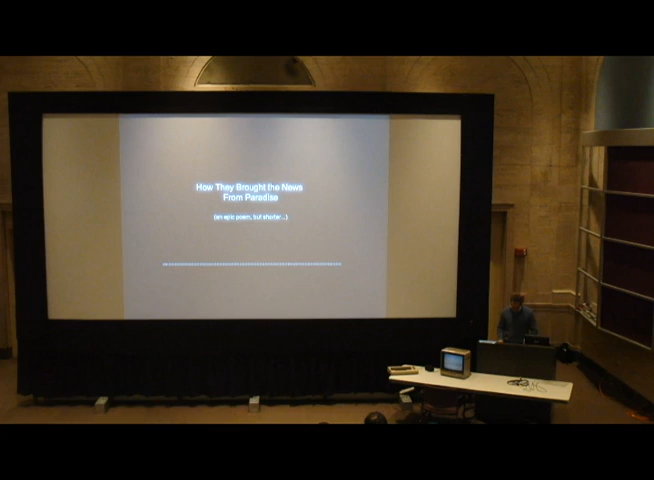 How They Brought the News
From Paradise
(an epic poem, but shorter...)